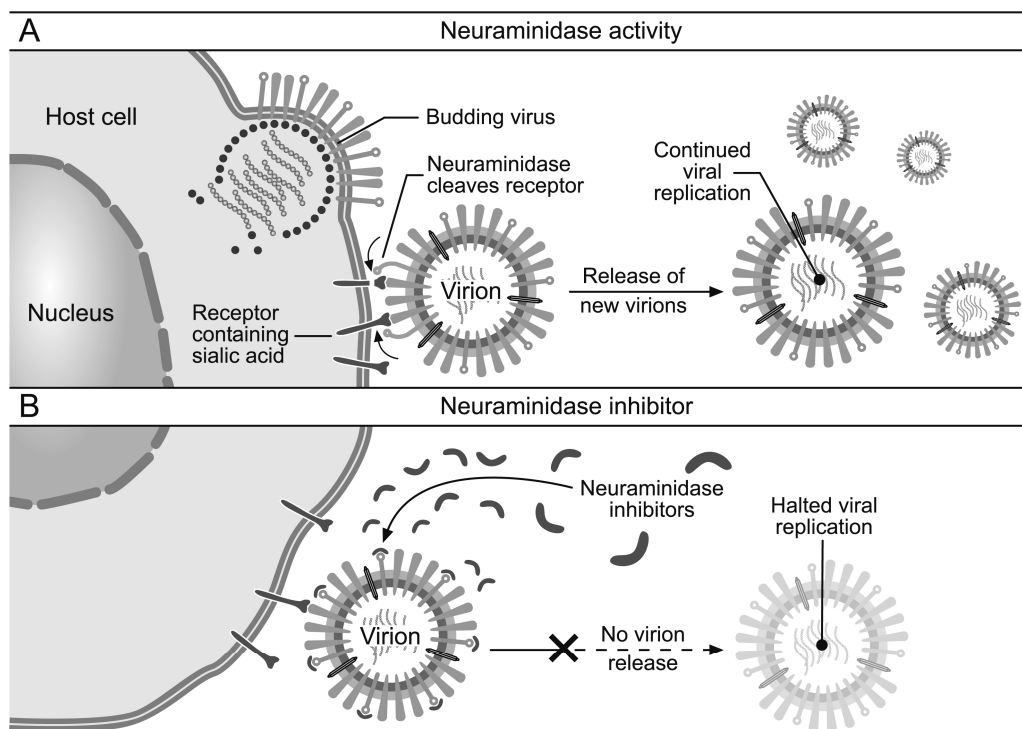 A
Neuraminidase activity
Host cell
Budding virus
Neuraminidase
cleaves receptor
Continued
viral
replication
Virion
Release of
new virions
Nucleus
Receptor
containing
sialic acid
B
Neuraminidase inhibitor
Neuraminidase
inhibitors
Halted viral
replication
Virion
No virion
release